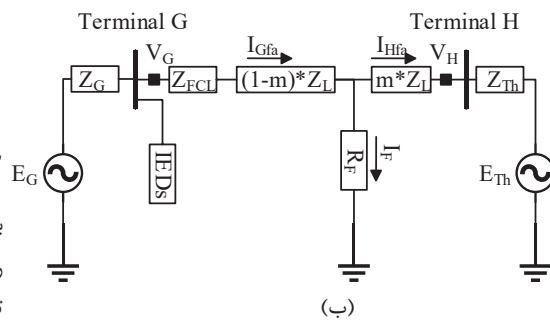 Terminal G Terminal H
V_G I_Gfa I_Hfa V_H
Z_G Z_FCL (1-m)*Z_L m*Z_L Z_Th
IEDs R_F I_F
E_G E_Th
(ب)